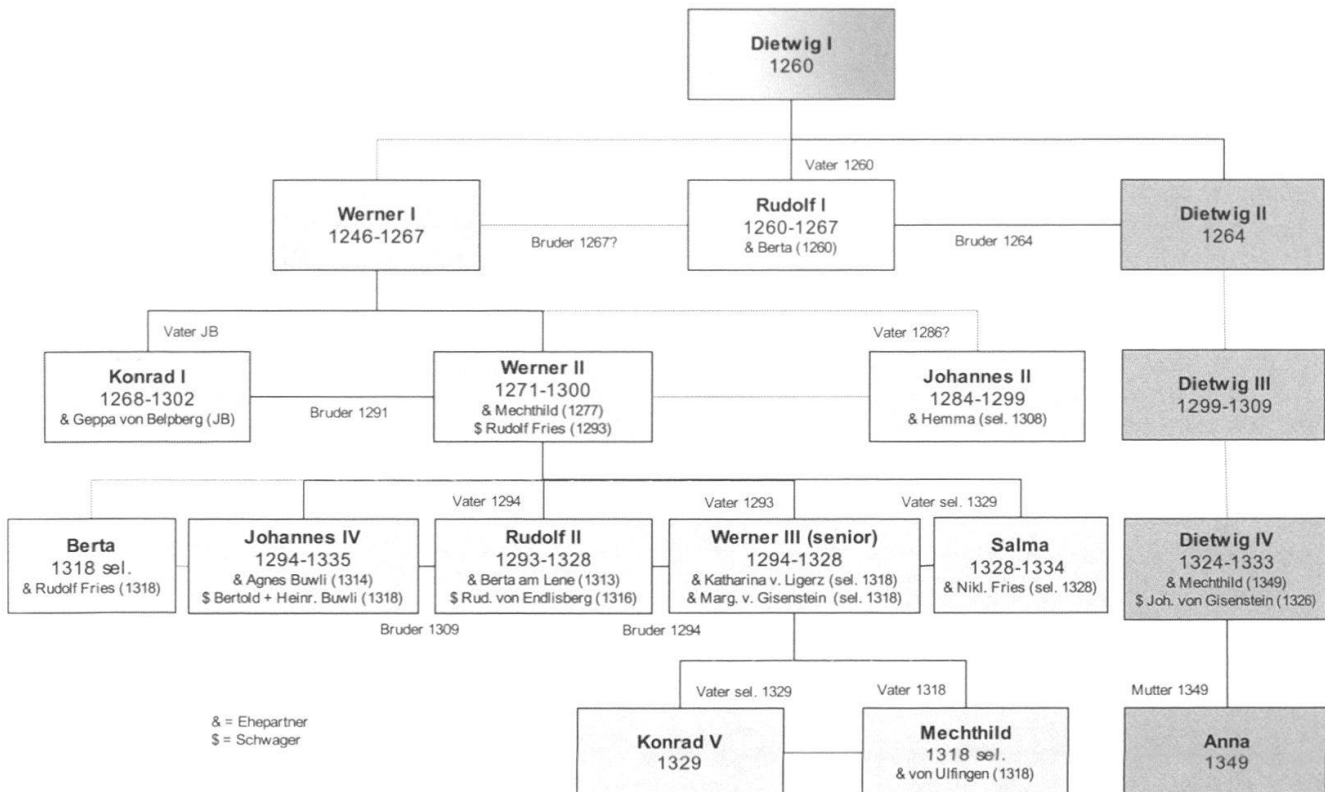 Dietwig I
1260
Vater 1260
Werner I
1246-1267
Bruder 1267?
Rudolf I
1260-1267
& Berta (1260)
Bruder 1264
Dietwig II
1264
Vater JB
Vater 1286?
Konrad I
1268-1302
& Geppa von Belpberg (JB)
Bruder 1291
Werner II
1271-1300
& Mechthild (1277)
$ Rudolf Fries (1293)
Johannes II
1284-1299
& Hemma (sel. 1308)
Dietwig III
1299-1309
Vater 1294
Vater 1293
Vater sel. 1329
Berta
1318 sel.
& Rudolf Fries (1318)
Johannes IV
1294-1335
& Agnes Buwli (1314)
$ Bertold + Heinr. Buwli (1318)
Rudolf II
1293-1328
& Berta am Lene (1313)
$ Rud. von Endlisberg (1316)
Werner III (senior)
1294-1328
& Katharina v. Ligerz (sel. 1318)
& Marg. v. Gisenstein (sel. 1318)
Salma
1328-1334
& Nikl. Fries (sel. 1328)
Dietwig IV
1324-1333
& Mechthild (1349)
$ Joh. von Gisenstein (1326)
Bruder 1309
Bruder 1294
Vater sel. 1329
Vater 1318
Mutter 1349
& = Ehepartner
$ = Schwager
Konrad V
1329
Mechthild
1318 sel.
& von Ulfingen (1318)
Anna
1349